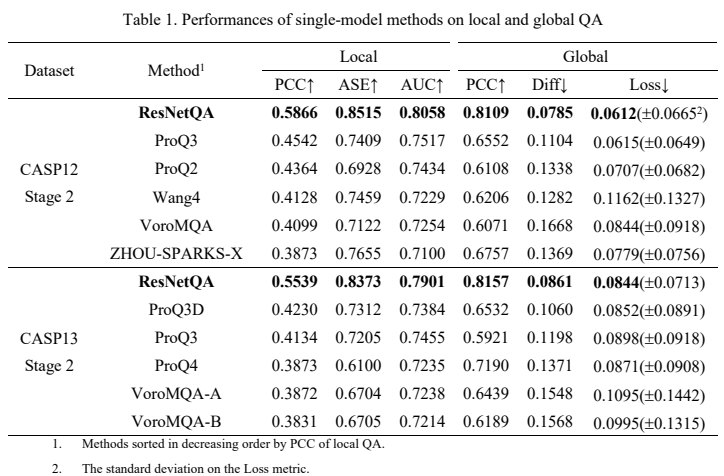 Table 1. Performances of single-model methods on local and global QA
Dataset Method¹ Local Global
PCC↑ ASE↑ AUC↑ PCC↑ Diff↓ Loss↓
CASP12 Stage 2
ResNetQA 0.5866 0.8515 0.8058 0.8109 0.0785 0.0612(±0.0665²)
ProQ3 0.4542 0.7409 0.7517 0.6552 0.1104 0.0615(±0.0649)
ProQ2 0.4364 0.6928 0.7434 0.6108 0.1338 0.0707(±0.0682)
Wang4 0.4128 0.7459 0.7229 0.6206 0.1282 0.1162(±0.1327)
VoroMQA 0.4099 0.7122 0.7254 0.6071 0.1668 0.0844(±0.0918)
ZHOU-SPARKS-X 0.3873 0.7655 0.7100 0.6757 0.1369 0.0779(±0.0756)
CASP13 Stage 2
ResNetQA 0.5539 0.8373 0.7901 0.8157 0.0861 0.0844(±0.0713)
ProQ3D 0.4230 0.7312 0.7384 0.6532 0.1060 0.0852(±0.0891)
ProQ3 0.4134 0.7205 0.7455 0.5921 0.1198 0.0898(±0.0918)
ProQ4 0.3873 0.6100 0.7235 0.7190 0.1371 0.0871(±0.0908)
VoroMQA-A 0.3872 0.6704 0.7238 0.6439 0.1548 0.1095(±0.1442)
VoroMQA-B 0.3831 0.6705 0.7214 0.6189 0.1568 0.0995(±0.1315)
1. Methods sorted in decreasing order by PCC of local QA.
2. The standard deviation on the Loss metric.